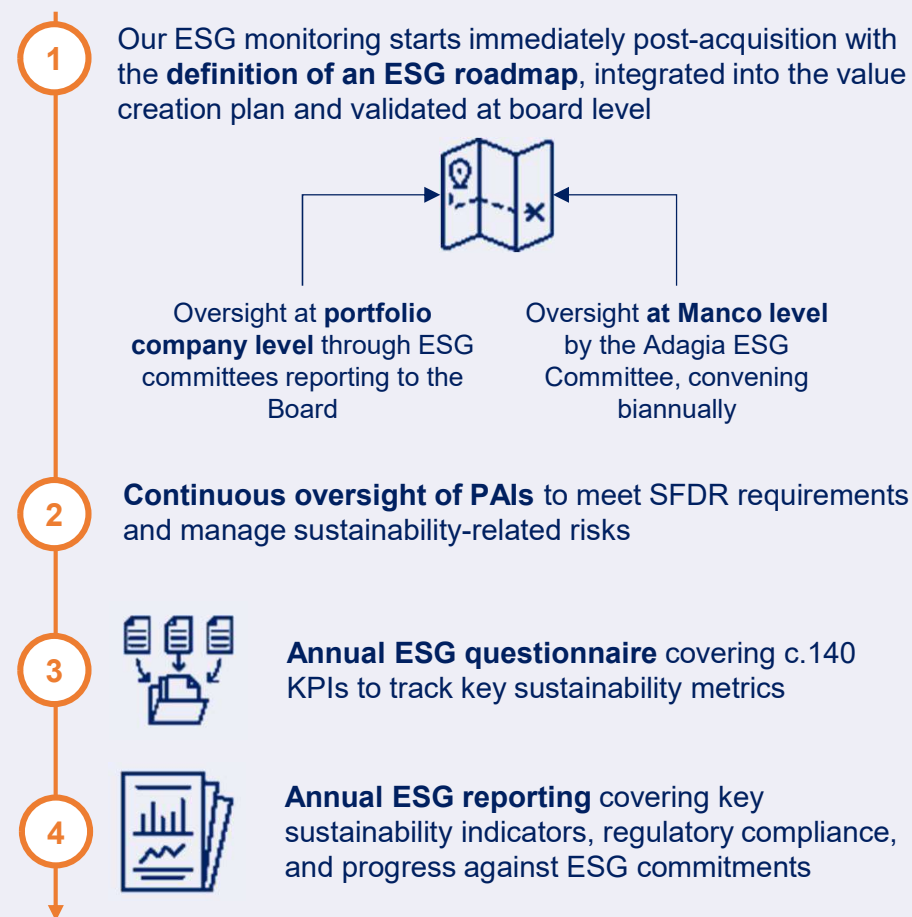 1
Our ESG monitoring starts immediately post-acquisition with
the definition of an ESG roadmap, integrated into the value
creation plan and validated at board level
Oversight at portfolio
company level through ESG
committees reporting to the
Board
Oversight at Manco level
by the Adagia ESG
Committee, convening
biannually
2
Continuous oversight of PAIs to meet SFDR requirements
and manage sustainability-related risks
3
Annual ESG questionnaire covering c.140
KPIs to track key sustainability metrics
4
Annual ESG reporting covering key
sustainability indicators, regulatory compliance,
and progress against ESG commitments